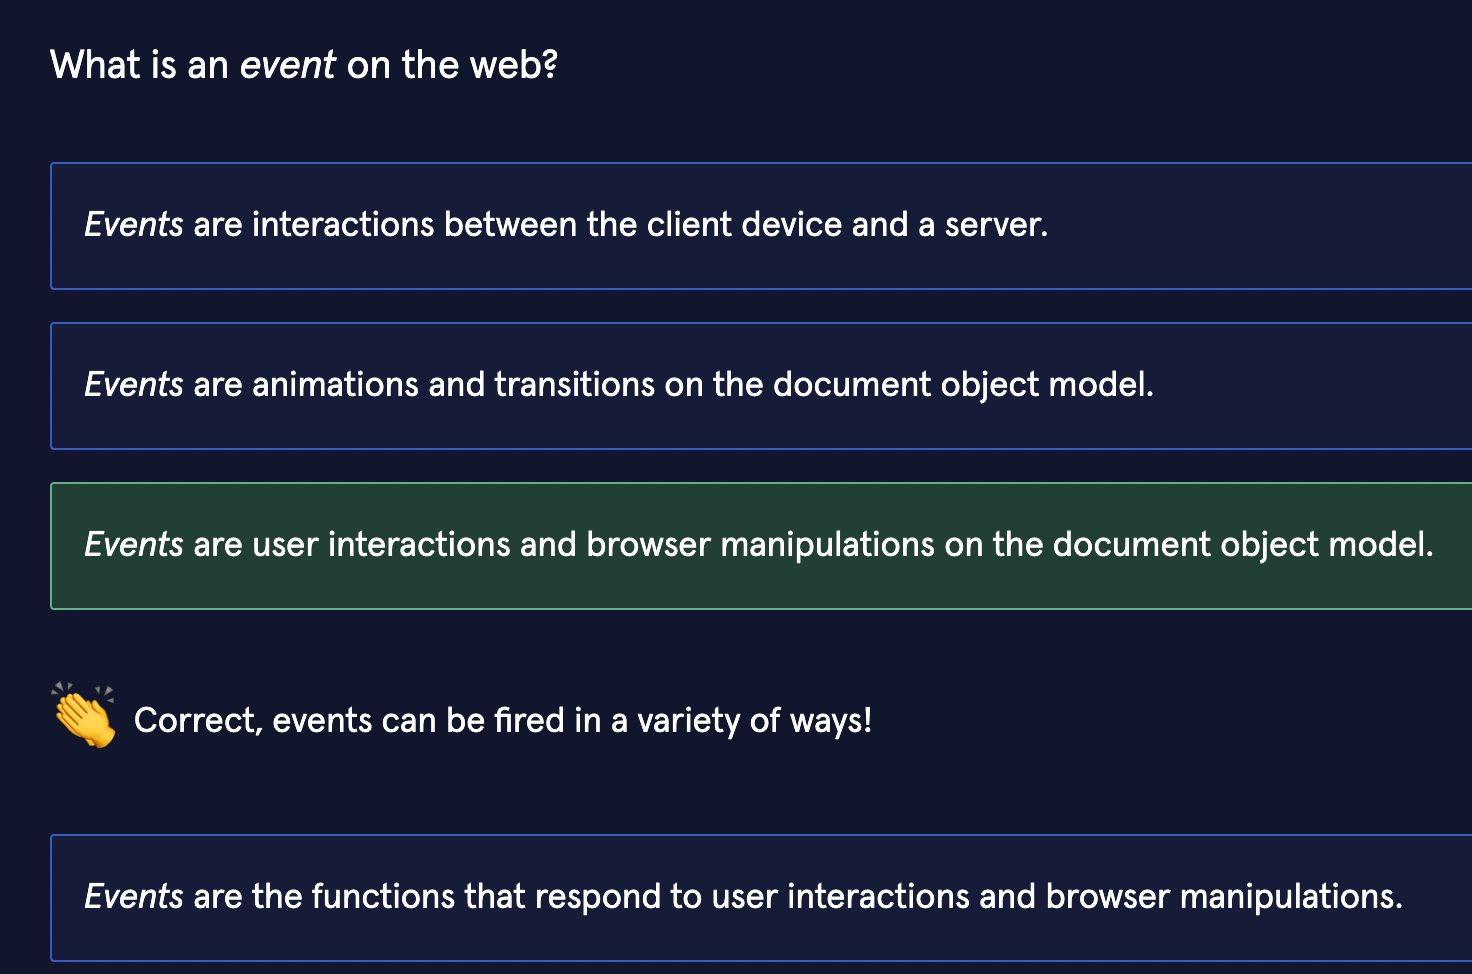 What is an event on the web?
Events are interactions between the client device and a server.
Events are animations and transitions on the document object model.
Events are user interactions and browser manipulations on the document object model.
Correct, events can be fired in a variety of ways!
Events are the functions that respond to user interactions and browser manipulations.